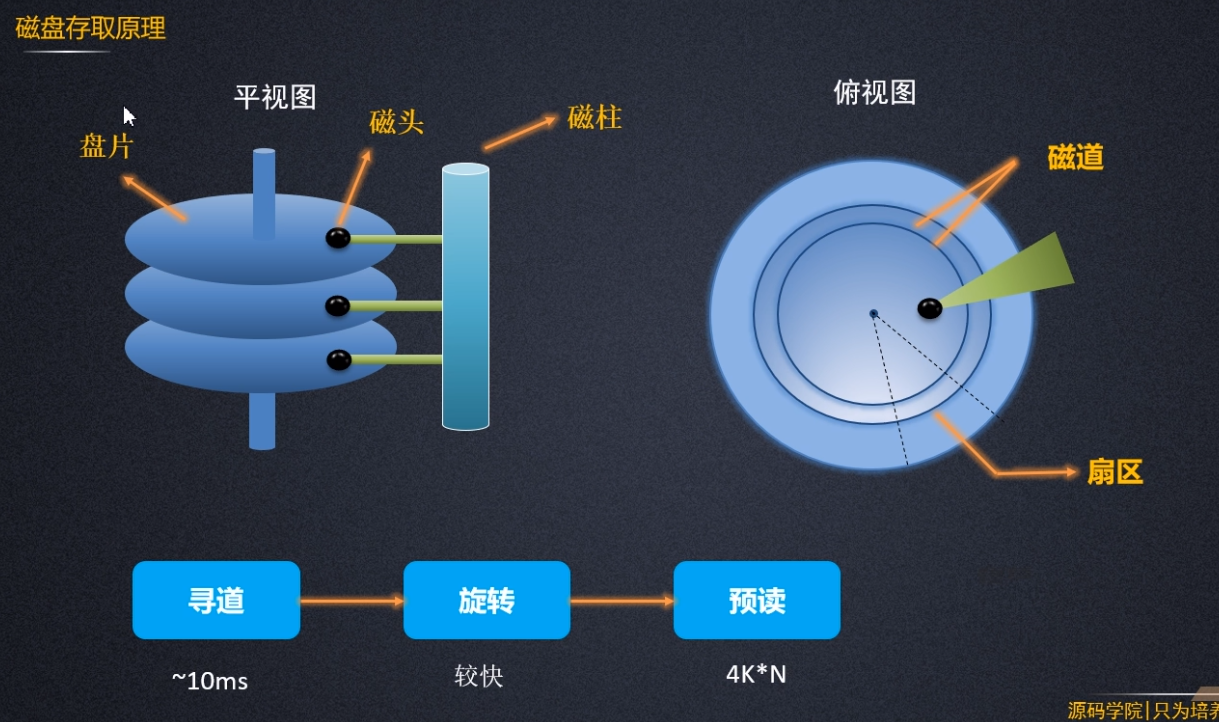 磁盘存取原理
平视图
俯视图
磁头
磁柱
盘片
磁道
扇区
寻道
旋转
预读
~10ms
较快
4K*N
源码学院|只为培养